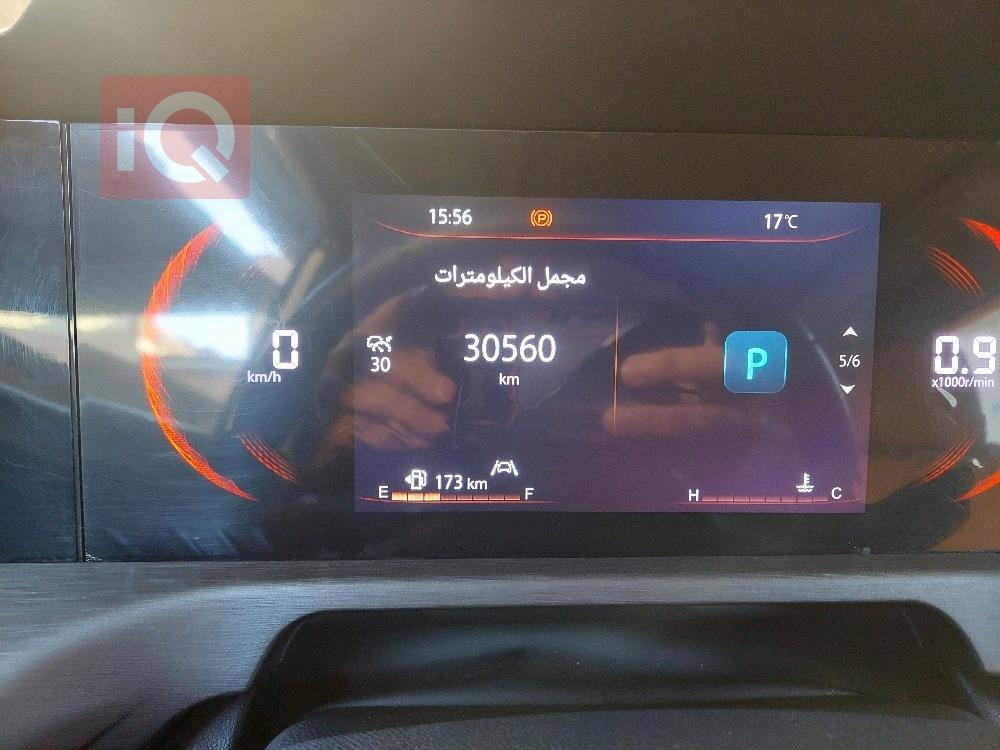 IQ
15:56
17°C
مجمل الكيلومترات
0
km/h
30
30560
km
P
5/6
0.9
x1000r/min
173 km
E
F
H
C